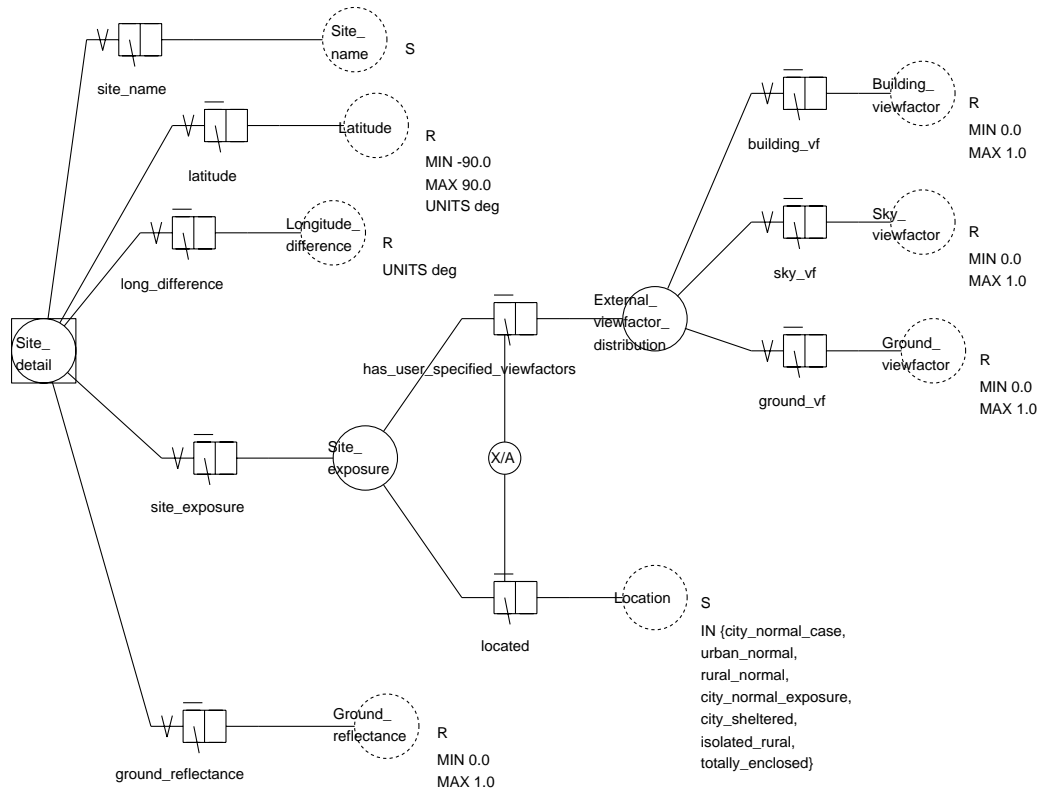 Site_
name
S
site_name
Latitude
R
MIN -90.0
MAX 90.0
UNITS deg
latitude
Longitude_
difference
R
UNITS deg
long_difference
Site_
detail
Building_
viewfactor
R
MIN 0.0
MAX 1.0
building_vf
Sky_
viewfactor
R
MIN 0.0
MAX 1.0
sky_vf
External_
viewfactor_
distribution
Ground_
viewfactor
R
MIN 0.0
MAX 1.0
ground_vf
has_user_specified_viewfactors
Site_
exposure
X/A
site_exposure
Location
S
IN {city_normal_case,
urban_normal,
rural_normal,
city_normal_exposure,
city_sheltered,
isolated_rural,
totally_enclosed}
located
Ground_
reflectance
R
MIN 0.0
MAX 1.0
ground_reflectance